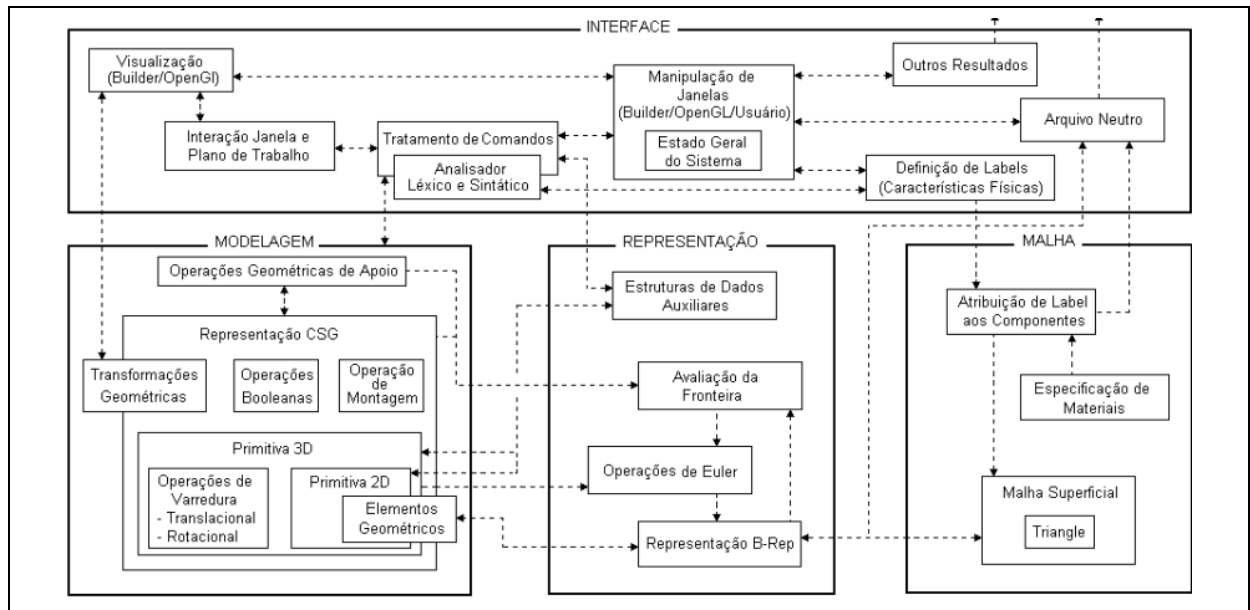 INTERFACE
Visualização
(Builder/OpenGl)
Interação Janela e
Plano de Trabalho
Tratamento de Comandos
Analisador
Léxico e Sintático
Manipulação de
Janelas
(Builder/OpenGL/Usuário)
Estado Geral
do Sistema
Outros Resultados
Arquivo Neutro
Definição de Labels
(Características Físicas)
MODELAGEM
Operações Geométricas de Apoio
Representação CSG
Transformações
Geométricas
Operações
Booleanas
Operação
de
Montagem
Primitiva 3D
Operações de
Varredura
- Translacional
- Rotacional
Primitiva 2D
Elementos
Geométricos
REPRESENTAÇÃO
Estruturas de Dados
Auxiliares
Avaliação da
Fronteira
Operações de Euler
Representação B-Rep
MALHA
Atribuição de Label
aos Componentes
Especificação de
Materiais
Malha Superficial
Triangle